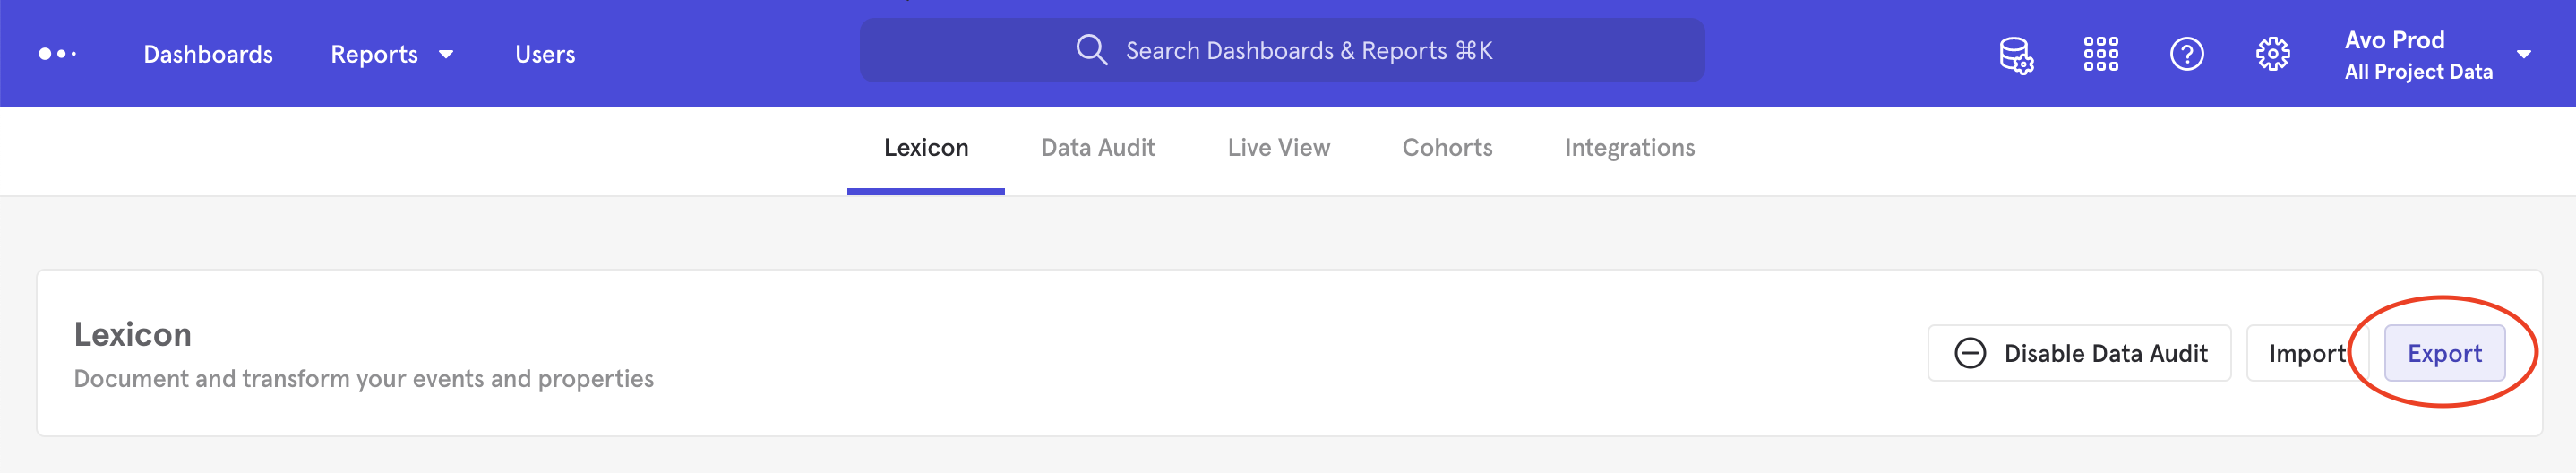 Dashboards Reports Users Search Dashboards & Reports ⌘K Avo Prod
All Project Data
Lexicon Data Audit Live View Cohorts Integrations
Lexicon
Document and transform your events and properties
Disable Data Audit Import Export